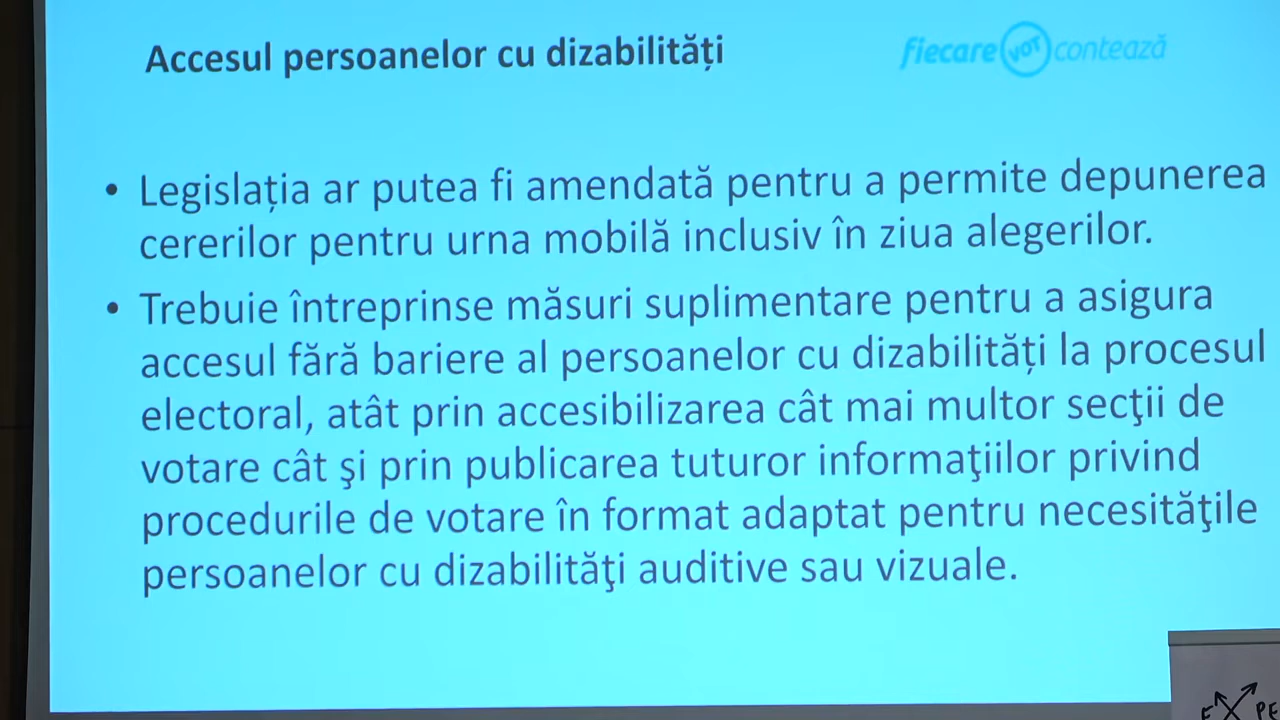 Accesul persoanelor cu dizabilități
fiecare VOT contează
• Legislația ar putea fi amendată pentru a permite depunerea
cererilor pentru urna mobilă inclusiv în ziua alegerilor.
• Trebuie întreprinse măsuri suplimentare pentru a asigura
accesul fără bariere al persoanelor cu dizabilități la procesul
electoral, atât prin accesibilizarea cât mai multor secţii de
votare cât şi prin publicarea tuturor informaţiilor privind
procedurile de votare în format adaptat pentru necesităţile
persoanelor cu dizabilităţi auditive sau vizuale.